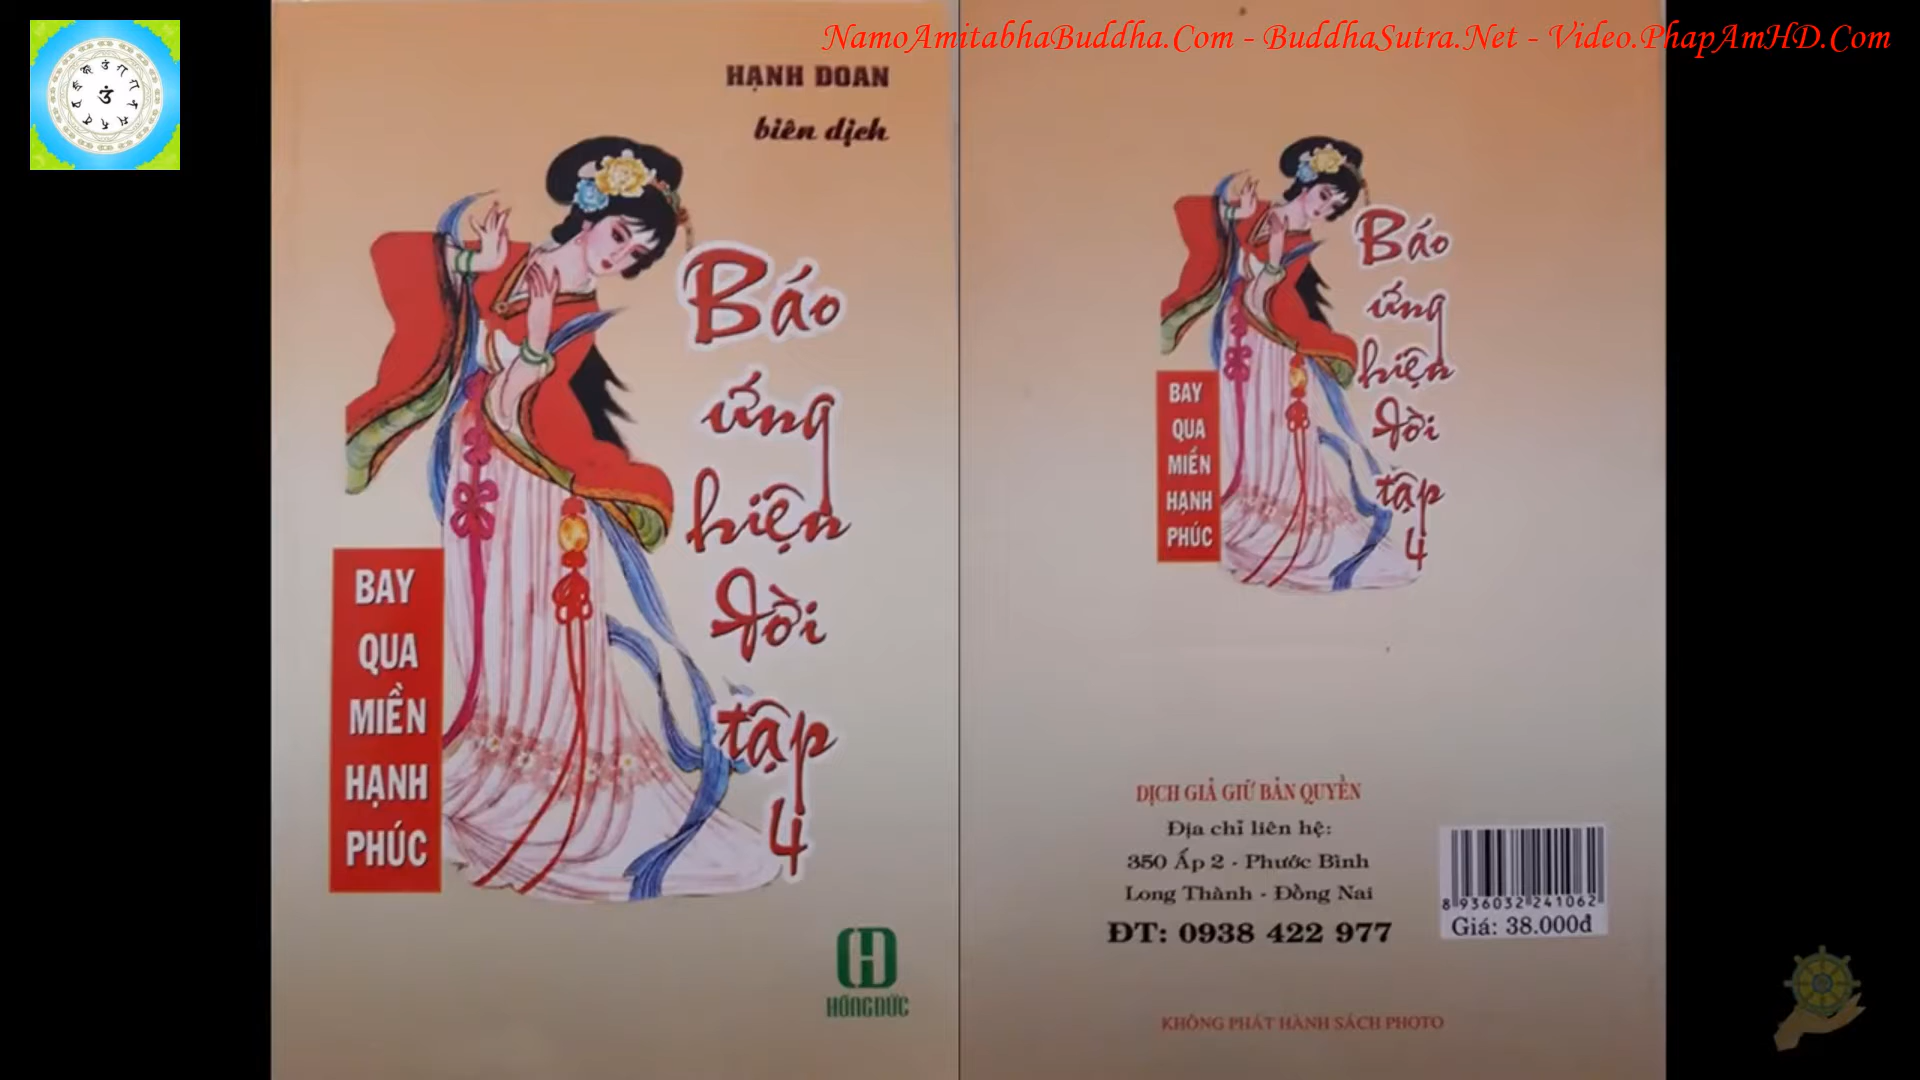 NamoAmitabhaBuddha.Com - BuddhaSutra.Net - Video.PhapAmHD.Com
HẠNH ĐOAN
biên dịch
Báo
ứng
hiện
đời
tập
4
BAY
QUA
MIỀN
HẠNH
PHÚC
HỒNG ĐỨC
Báo
ứng
hiện
đời
tập
4
BAY
QUA
MIỀN
HẠNH
PHÚC
DỊCH GIẢ GIỮ BẢN QUYỀN
Địa chỉ liên hệ:
350 Ấp 2 - Phước Bình
Long Thành - Đồng Nai
ĐT: 0938 422 977
8 936032 241062
Giá: 38.000đ
KHÔNG PHÁT HÀNH SÁCH PHOTO